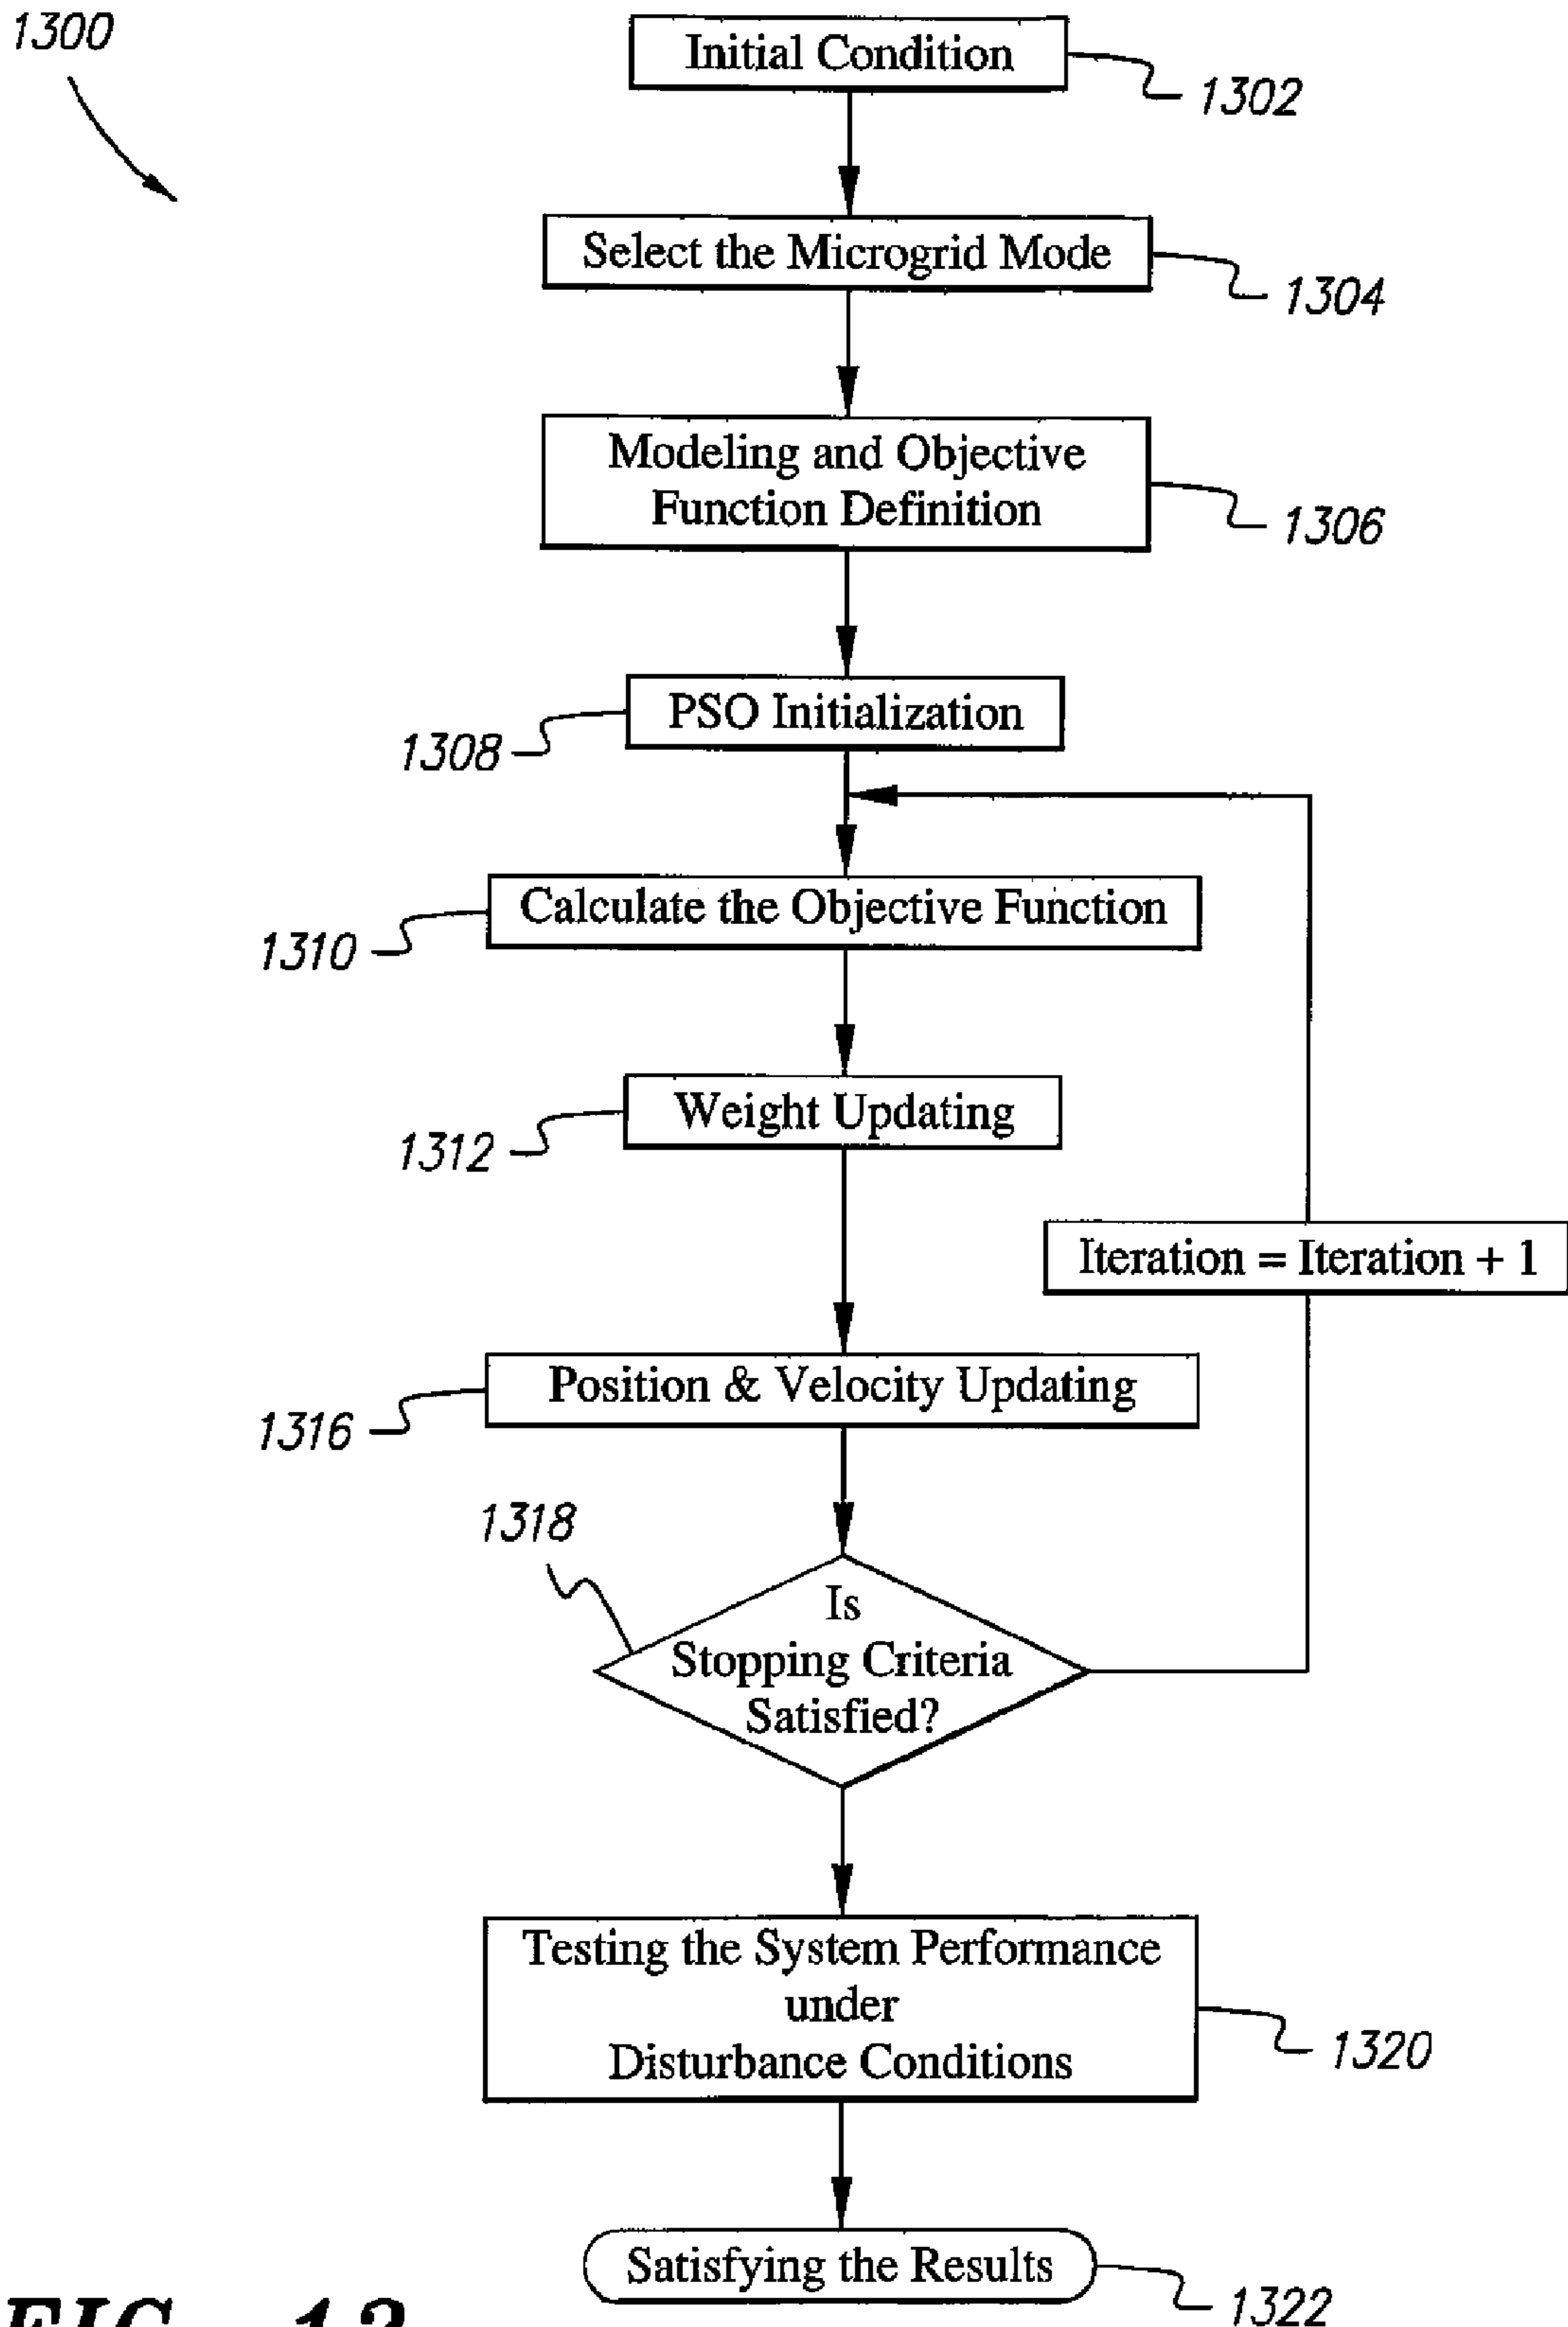 1300
Initial Condition
1302
Select the Microgrid Mode
1304
Modeling and Objective
Function Definition
1306
PSO Initialization
1308
Calculate the Objective Function
1310
Weight Updating
1312
Iteration = Iteration + 1
Position & Velocity Updating
1316
1318
Is
Stopping Criteria
Satisfied?
Testing the System Performance
under
Disturbance Conditions
1320
Satisfying the Results
1322